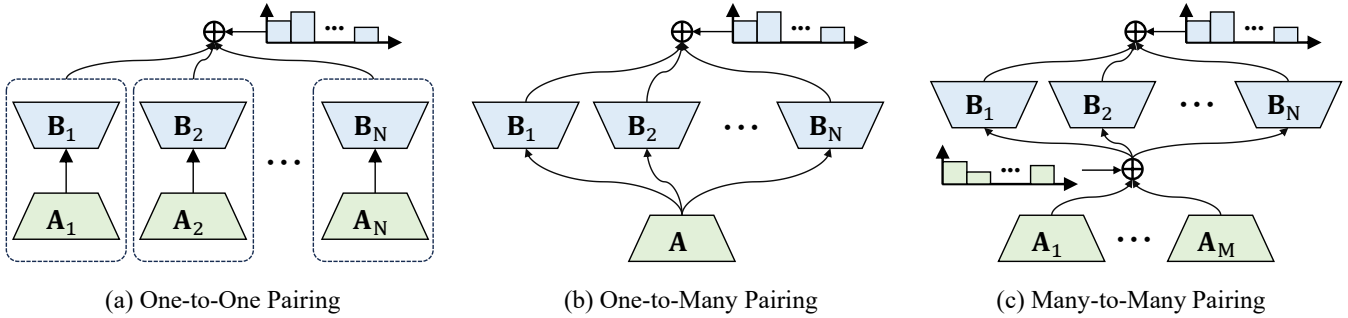 B1 B2 ... BN
A1 A2 ... AN
(a) One-to-One Pairing
B1 B2 ... BN
A
(b) One-to-Many Pairing
B1 B2 ... BN
A1 ... AM
(c) Many-to-Many Pairing